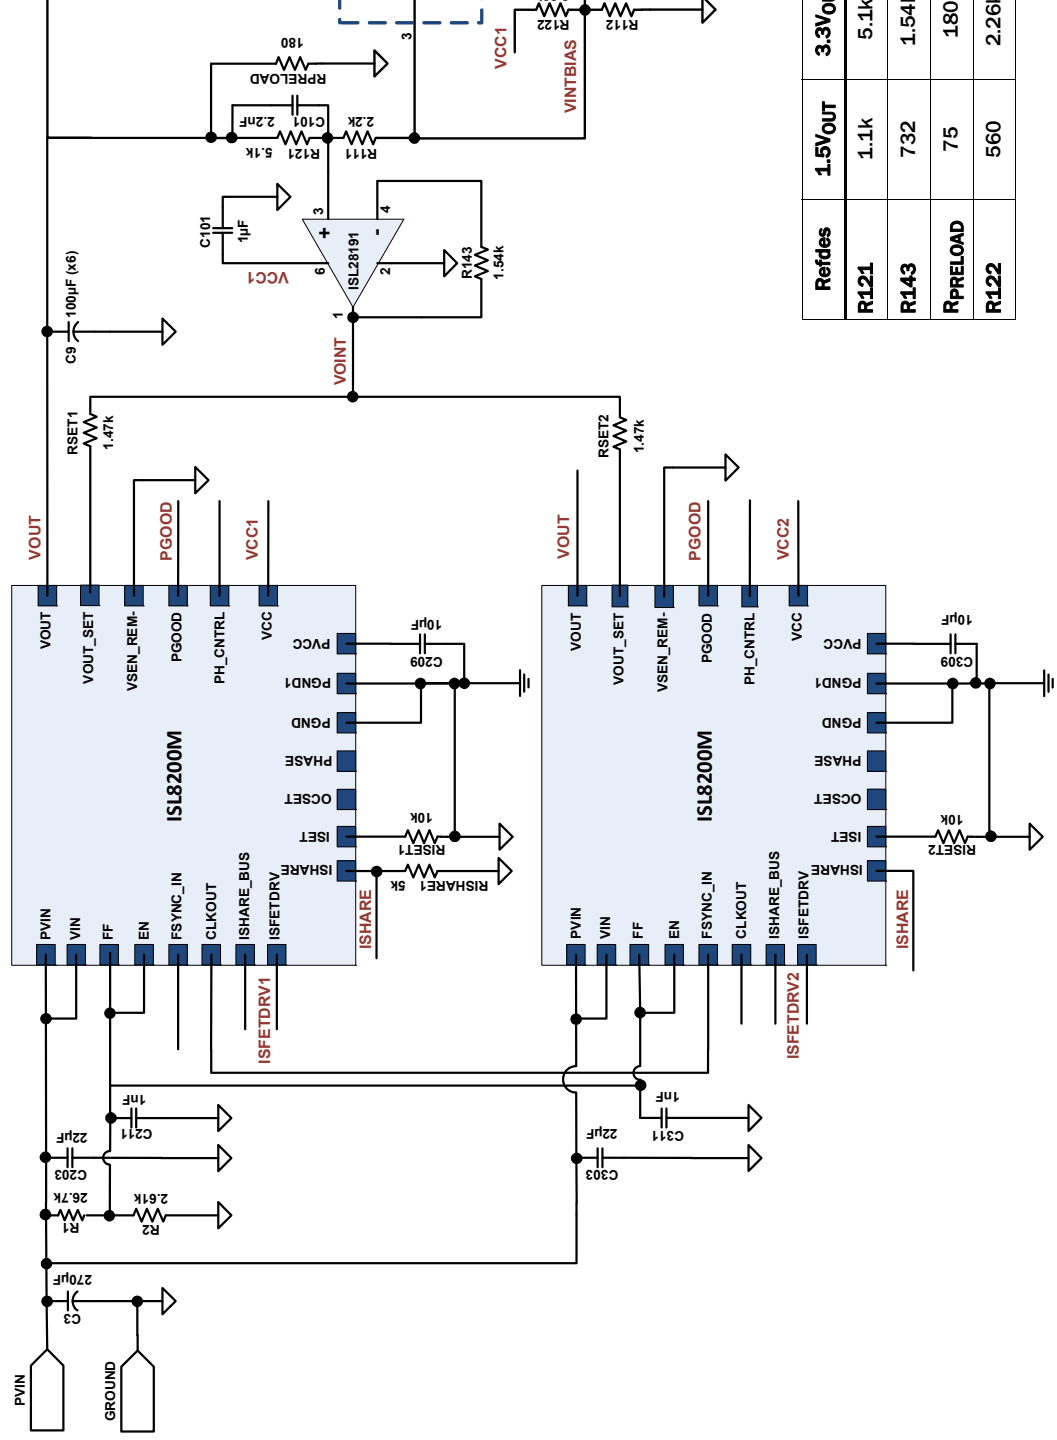 180
RPRELOAD
3
VCC1
R122
R112
VINTBIAS
2.2nF
C101
5.1k
R121
2.2k
R111
C101
1µF
VCC1
3
4
+
-
6
2
ISL28191
1
R143
1.54k
C9
100µF (x6)
VOINT
RSET1
1.47k
RSET2
1.47k
VOUT
PGOOD
VCC1
VOUT
PGOOD
VCC2
VOUT
VOUT_SET
VSEN_REM-
PGOOD
PH_CNTRL
VCC
PVCC
PGND1
PGND
PHASE
OCSET
ISET
ISHARE
ISL8200M
PVIN
VIN
FF
EN
FSYNC_IN
CLKOUT
ISHARE_BUS
ISFETDRV
10µF
C209
10k
RISET1
5k
RISHARE1
ISHARE
ISFETDRV1
VOUT
VOUT_SET
VSEN_REM-
PGOOD
PH_CNTRL
VCC
PVCC
PGND1
PGND
PHASE
OCSET
ISET
ISHARE
ISL8200M
PVIN
VIN
FF
EN
FSYNC_IN
CLKOUT
ISHARE_BUS
ISFETDRV
10µF
C309
10k
RISET2
ISHARE
ISFETDRV2
1nF
C211
22µF
C203
26.7k
R1
2.61k
R2
270µF
C3
1nF
C311
22µF
C303
PVIN
GROUND
Refdes 1.5VOUT
R121 1.1k 5.1k
R143 732
RPRELOAD 75 180
R122 560